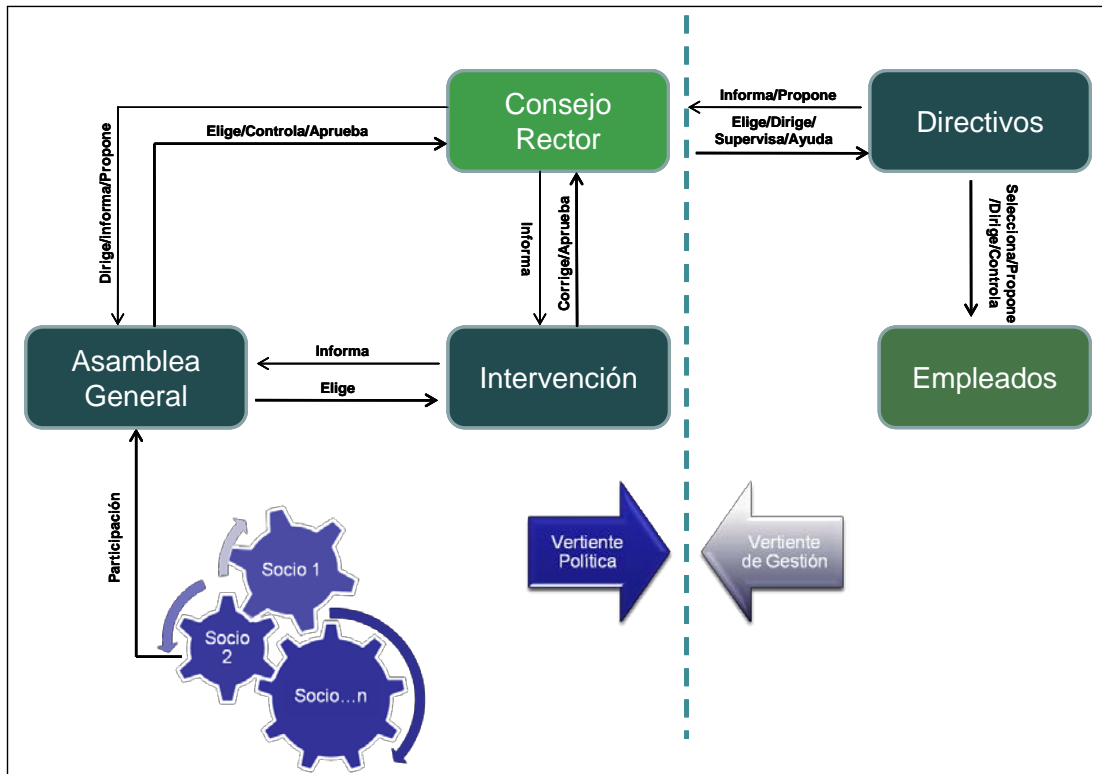 Consejo
Rector
Directivos
Informa/Propone
Elige/Dirige/
Supervisa/Ayuda
Elige/Controla/Aprueba
Dirige/Informa/Propone
Informa
Corrige/Aprueba
Selecciona/Propone
/Dirige/Controla
Asamblea
General
Informa
Elige
Intervención
Empleados
Participación
Socio 1
Socio
2
Socio...n
Vertiente
Política
Vertiente
de Gestión